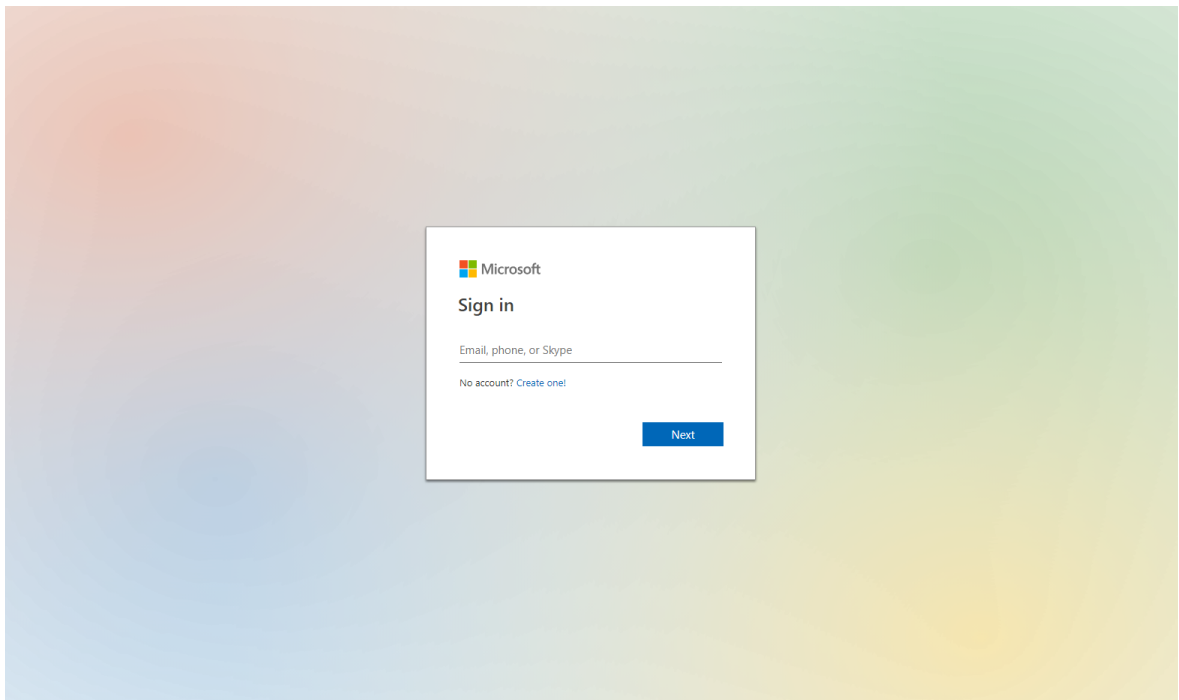 Microsoft
Sign in
Email, phone, or Skype
No account? Create one!
Next